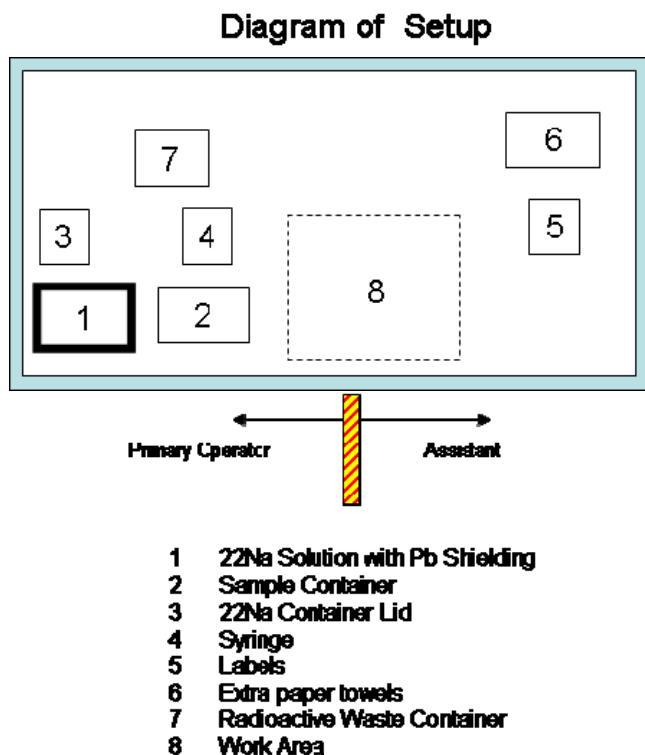 Diagram of Setup
6
7
5
3
4
8
1
2
Primary Operator
Assistant
1 22Na Solution with Pb Shielding
2 Sample Container
3 22Na Container Lid
4 Syringe
5 Labels
6 Extra paper towels
7 Radioactive Waste Container
8 Work Area